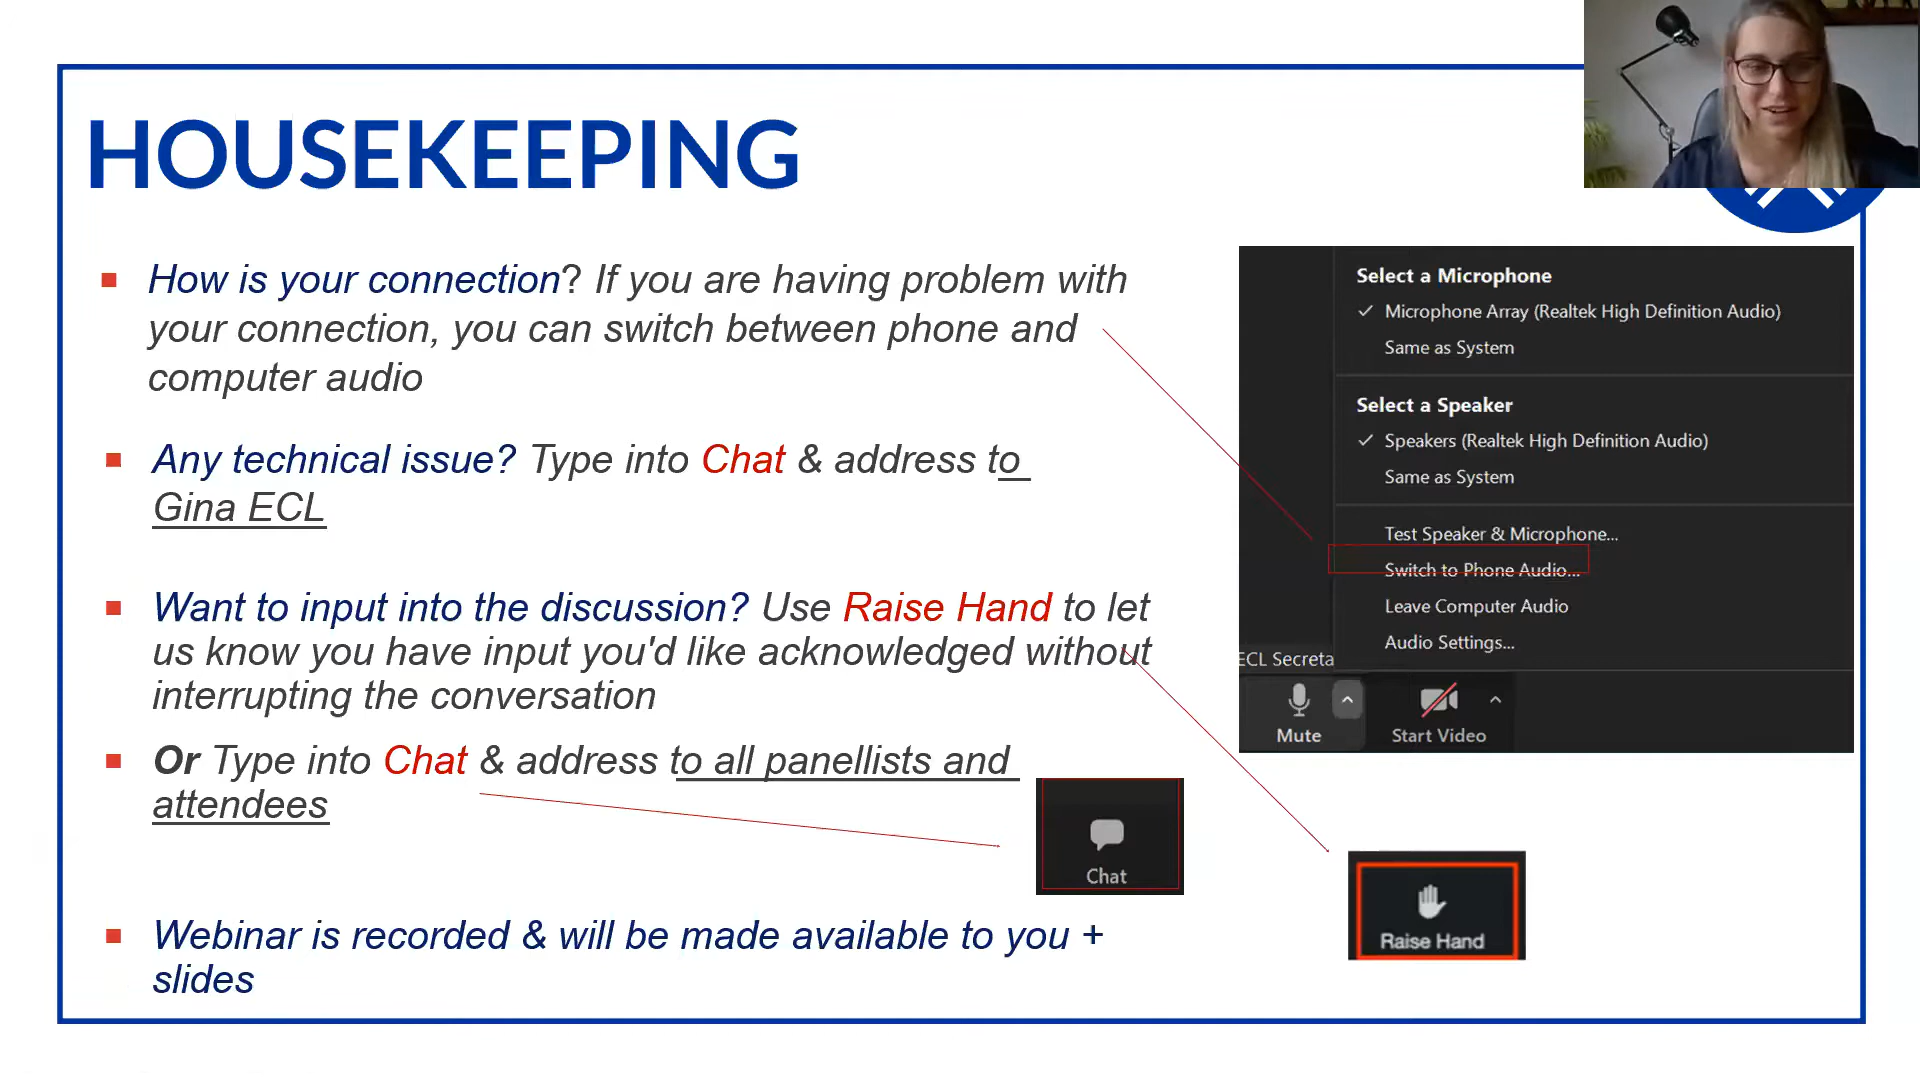 HOUSEKEEPING
How is your connection? If you are having problem with
your connection, you can switch between phone and
computer audio
Any technical issue? Type into Chat & address to
Gina ECL
Want to input into the discussion? Use Raise Hand to let
us know you have input you'd like acknowledged without
interrupting the conversation
Or Type into Chat & address to all panellists and
attendees
Webinar is recorded & will be made available to you +
slides
Select a Microphone
Microphone Array (Realtek High Definition Audio)
Same as System
Select a Speaker
Speakers (Realtek High Definition Audio)
Same as System
Test Speaker & Microphone...
Switch to Phone Audio...
Leave Computer Audio
Audio Settings...
ECL Secreta
Mute
Start Video
Chat
Raise Hand